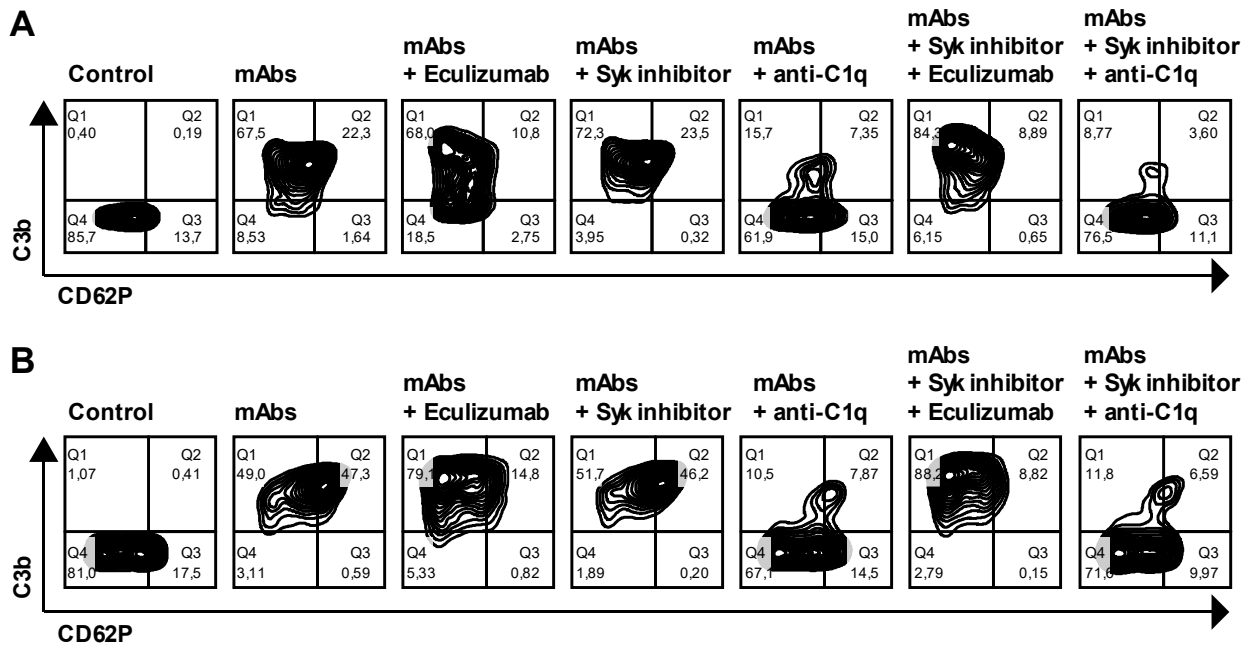 A
Control
mAbs
mAbs
+ Eculizumab
mAbs
+ Syk inhibitor
mAbs
+ anti-C1q
mAbs
+ Syk inhibitor
+ Eculizumab
mAbs
+ Syk inhibitor
+ anti-C1q
Q1
0,40
Q2
0,19
Q4
85,7
Q3
13,7
Q1
67,5
Q2
22,3
Q4
8,53
Q3
1,64
Q1
68,0
Q2
10,8
Q4
18,5
Q3
2,75
Q1
72,3
Q2
23,5
Q4
3,95
Q3
0,32
Q1
15,7
Q2
7,35
Q4
61,9
Q3
15,0
Q1
84,3
Q2
8,89
Q4
6,15
Q3
0,65
Q1
8,77
Q2
3,60
Q4
76,5
Q3
11,1
C3b
CD62P
B
Control
mAbs
mAbs
+ Eculizumab
mAbs
+ Syk inhibitor
mAbs
+ anti-C1q
mAbs
+ Syk inhibitor
+ Eculizumab
mAbs
+ Syk inhibitor
+ anti-C1q
Q1
1,07
Q2
0,41
Q4
81,0
Q3
17,5
Q1
49,0
Q2
47,3
Q4
3,11
Q3
0,59
Q1
79,1
Q2
14,8
Q4
5,33
Q3
0,82
Q1
51,7
Q2
46,2
Q4
1,89
Q3
0,20
Q1
10,5
Q2
7,87
Q4
67,1
Q3
14,5
Q1
88,2
Q2
8,82
Q4
2,79
Q3
0,15
Q1
11,8
Q2
6,59
Q4
71,6
Q3
9,97
C3b
CD62P